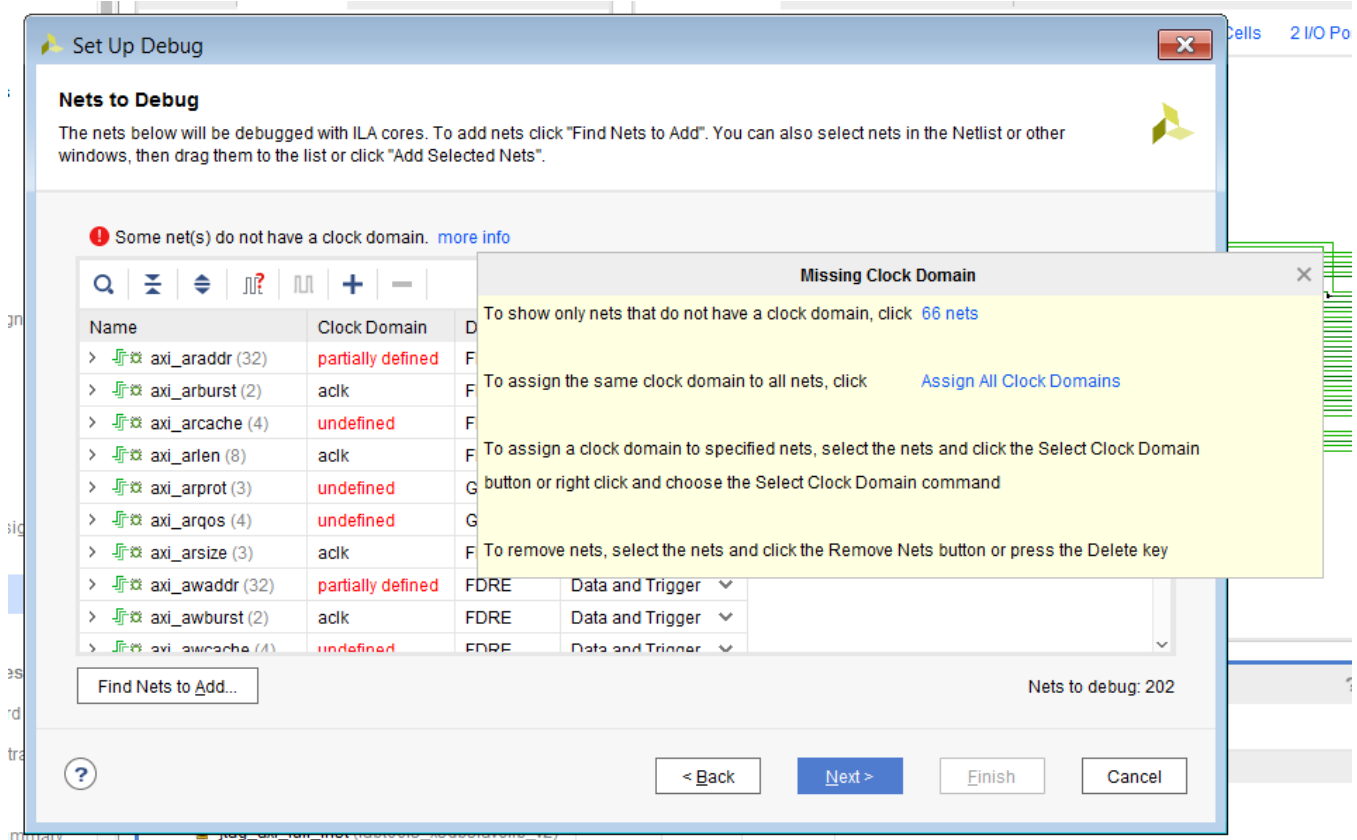 Cells 2 I/O Po
Set Up Debug
Nets to Debug
The nets below will be debugged with ILA cores. To add nets click "Find Nets to Add". You can also select nets in the Netlist or other
windows, then drag them to the list or click "Add Selected Nets".
Some net(s) do not have a clock domain. more info
Missing Clock Domain
To show only nets that do not have a clock domain, click 66 nets
To assign the same clock domain to all nets, click Assign All Clock Domains
To assign a clock domain to specified nets, select the nets and click the Select Clock Domain
button or right click and choose the Select Clock Domain command
To remove nets, select the nets and click the Remove Nets button or press the Delete key
Name Clock Domain D
axi_araddr (32) partially defined F
axi_arburst (2) aclk F
axi_arcache (4) undefined F
axi_arlen (8) aclk F
axi_arprot (3) undefined G
axi_arqos (4) undefined G
axi_arsize (3) aclk F
axi_awaddr (32) partially defined FDRE Data and Trigger
axi_awburst (2) aclk FDRE Data and Trigger
axi_awcache (4) undefined FDRE Data and Trigger
Find Nets to Add... Nets to debug: 202
? < Back Next > Finish Cancel